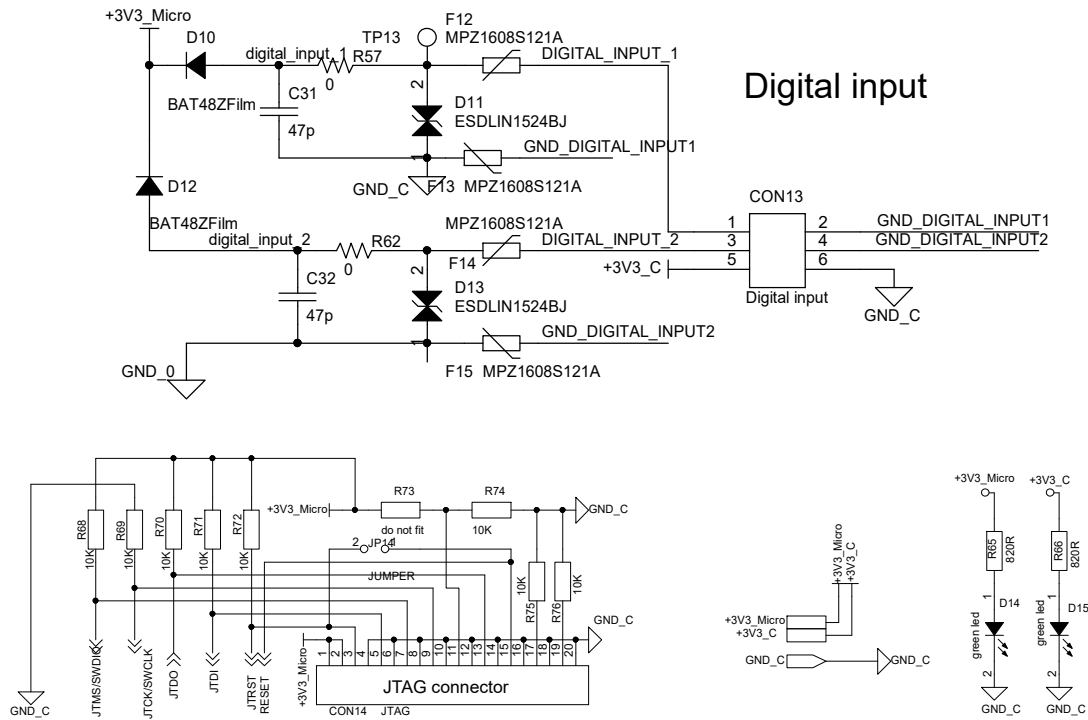 +3V3_Micro
D10
BAT48ZFilm
digital_input_1
R57
0
C31
47p
TP13
F12
MPZ1608S121A
DIGITAL_INPUT_1
2
D11
ESDLIN1524BJ
1
GND_DIGITAL_INPUT1
GND_C
F13 MPZ1608S121A
Digital input
D12
BAT48ZFilm
digital_input_2
R62
0
C32
47p
MPZ1608S121A
F14
DIGITAL_INPUT_2
2
D13
ESDLIN1524BJ
1
GND_DIGITAL_INPUT2
F15 MPZ1608S121A
GND_0
CON13
1 2 GND_DIGITAL_INPUT1
3 4 GND_DIGITAL_INPUT2
+3V3_C 5 6
Digital input
GND_C
R68
10K
R69
10K
R70
10K
R71
10K
R72
10K
+3V3_Micro
R73
do not fit
R74
10K
GND_C
2 JP14 1
JUMPER
10K
R75
10K
R76
GND_C
GND_C
JTMS/SWDIO
JTCK/SWCLK
JTDO
JTDI
JTRST
RESET
+3V3_Micro
1 2 3 4 5 6 7 8 9 10 11 12 13 14 15 16 17 18 19 20
JTAG connector
CON14 JTAG
+3V3_Micro
+3V3_C
+3V3_Micro
+3V3_C
GND_C
GND_C
+3V3_Micro
R65
820R
1
D14
green led
2
GND_C
+3V3_C
R66
820R
1
D15
green led
2
GND_C